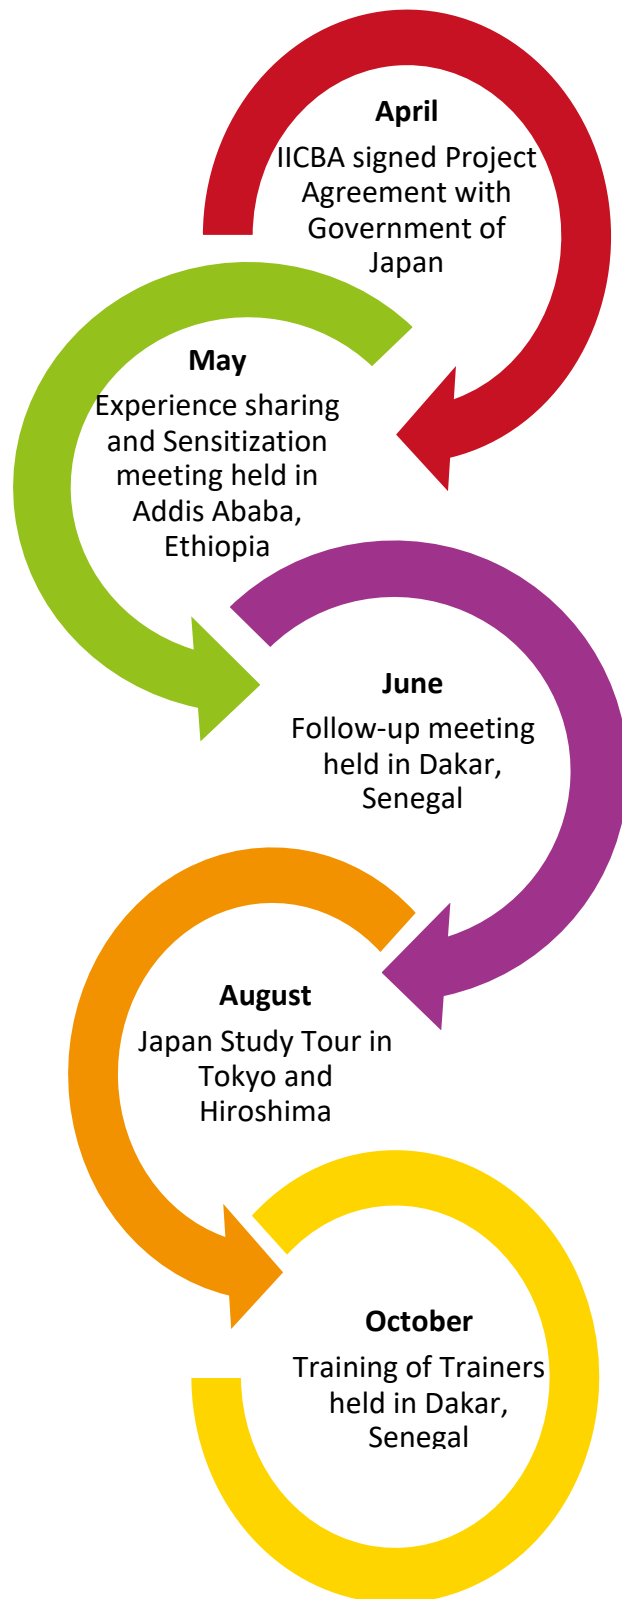 April
IICBA signed Project
Agreement with
Government of
Japan
May
Experience sharing
and Sensitization
meeting held in
Addis Ababa,
Ethiopia
June
Follow-up meeting
held in Dakar,
Senegal
August
Japan Study Tour in
Tokyo and
Hiroshima
October
Training of Trainers
held in Dakar,
Senegal